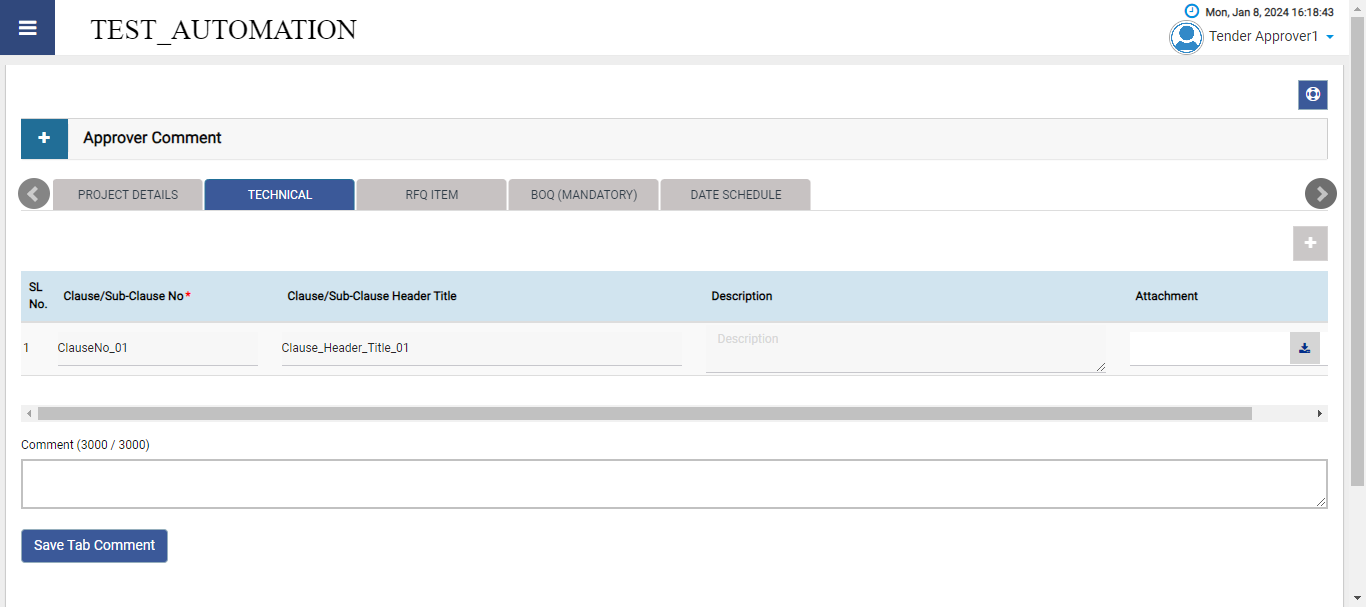 TEST_AUTOMATION
Mon, Jan 8, 2024 16:18:43
Tender Approver1
Approver Comment
PROJECT DETAILS TECHNICAL RFQ ITEM BOQ (MANDATORY) DATE SCHEDULE
SL No. Clause/Sub-Clause No* Clause/Sub-Clause Header Title Description Attachment
1 ClauseNo_01 Clause_Header_Title_01 Description
Comment (3000 / 3000)
Save Tab Comment